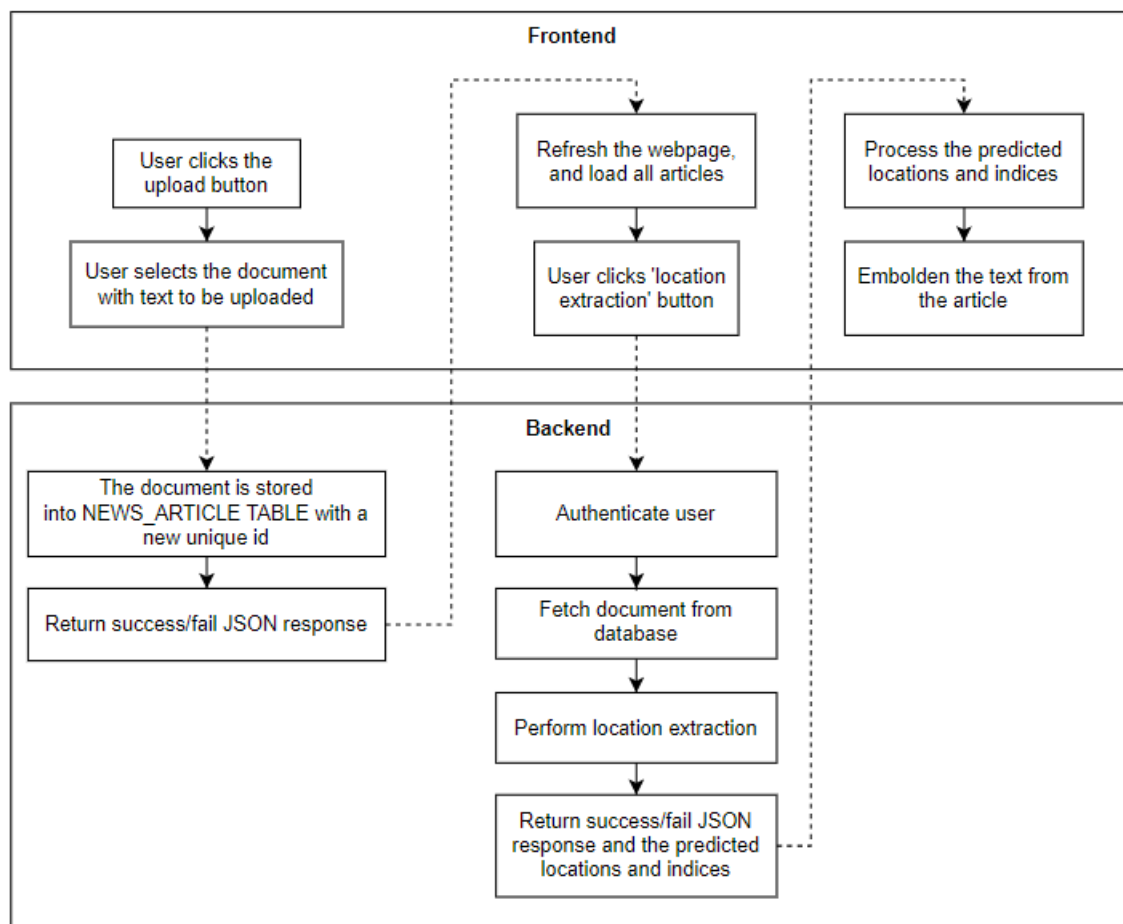 Frontend
User clicks the
upload button
User selects the document
with text to be uploaded
Refresh the webpage,
and load all articles
User clicks 'location
extraction' button
Process the predicted
locations and indices
Embolden the text from
the article
Backend
The document is stored
into NEWS_ARTICLE TABLE with a
new unique id
Return success/fail JSON response
Authenticate user
Fetch document from
database
Perform location extraction
Return success/fail JSON
response and the predicted
locations and indices